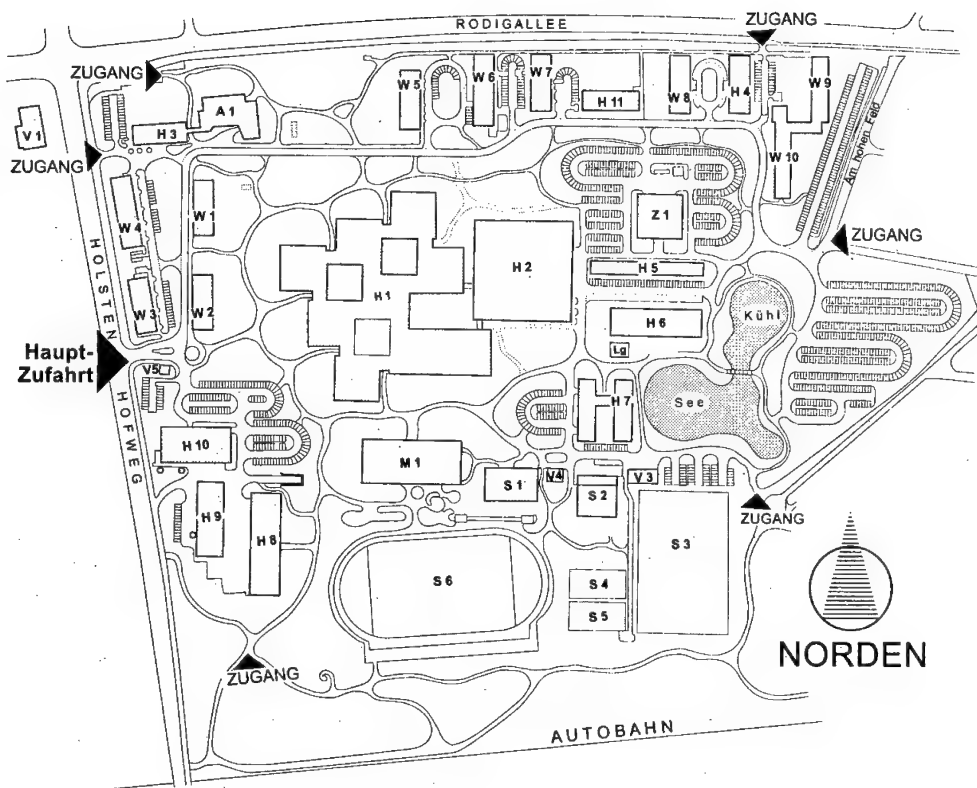 RODIGALLEE
ZUGANG
ZUGANG
W 5
W 6
W 7
H 11
W 8
H 4
W 9
V 1
H 3
A 1
ZUGANG
Am hohen Feld
W 10
W 4
W 1
Z 1
ZUGANG
HOLSTEN
HOFWEG
H 1
H 2
H 5
W 3
W 2
H 6
Kühl
See
Haupt-
Zufahrt
Lg
V5
H 7
H 10
M 1
S 1
V4
S 2
V 3
ZUGANG
H 9
H 8
S 3
S 6
S 4
S 5
NORDEN
ZUGANG
AUTOBAHN